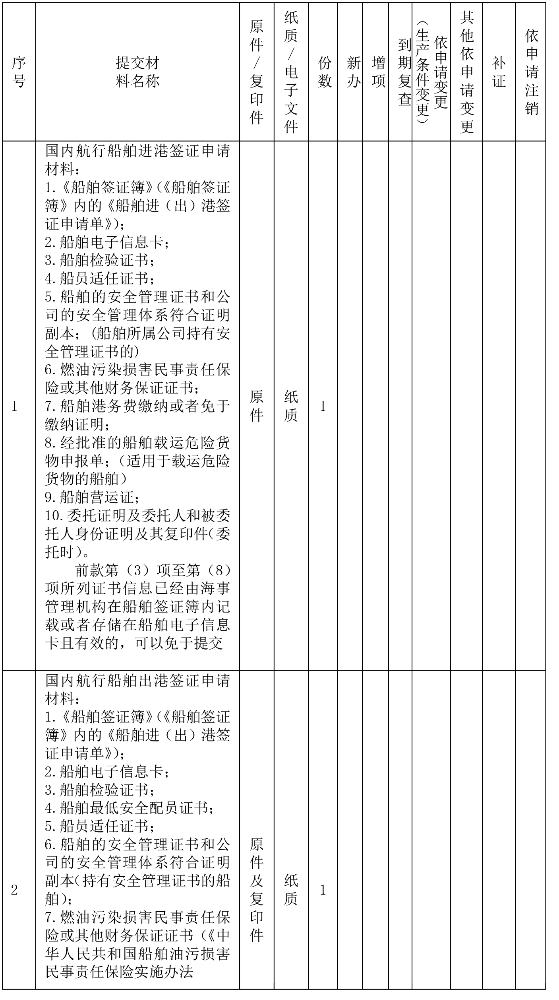 序号
提交材料名称
原件/复印件
纸质/电子文件
份数
新办
增项
到期复查
依申请变更
（生产条件变更）
其他依申请变更
补证
依申请注销
1
国内航行船舶进港签证申请
材料：
1.《船舶签证簿》（《船舶签证
簿》内的《船舶进（出）港签
证申请单》）；
2.船舶电子信息卡；
3.船舶检验证书；
4.船员适任证书；
5.船舶的安全管理证书和公
司的安全管理体系符合证明
副本；(船舶所属公司持有安
全管理证书的)
6.燃油污染损害民事责任保
险或其他财务保证证书；
7.船舶港务费缴纳或者免于
缴纳证明；
8.经批准的船舶载运危险货
物申报单；（适用于载运危险
货物的船舶）
9.船舶营运证；
10.委托证明及委托人和被委
托人身份证明及其复印件（委
托时）。
前款第（3）项至第（8）
项所列证书信息已经由海事
管理机构在船舶签证簿内记
载或者存储在船舶电子信息
卡且有效的，可以免于提交
原件
纸质
1
2
国内航行船舶出港签证申请
材料：
1.《船舶签证簿》（《船舶签证
簿》内的《船舶进（出）港签
证申请单》）；
2.船舶电子信息卡；
3.船舶检验证书；
4.船舶最低安全配员证书；
5.船员适任证书；
6.船舶的安全管理证书和公
司的安全管理体系符合证明
副本（持有安全管理证书的船
舶）；
7.燃油污染损害民事责任保
险或其他财务保证证书（《中
华人民共和国船舶油污损害
民事责任保险实施办法
原件及复印件
纸质
1